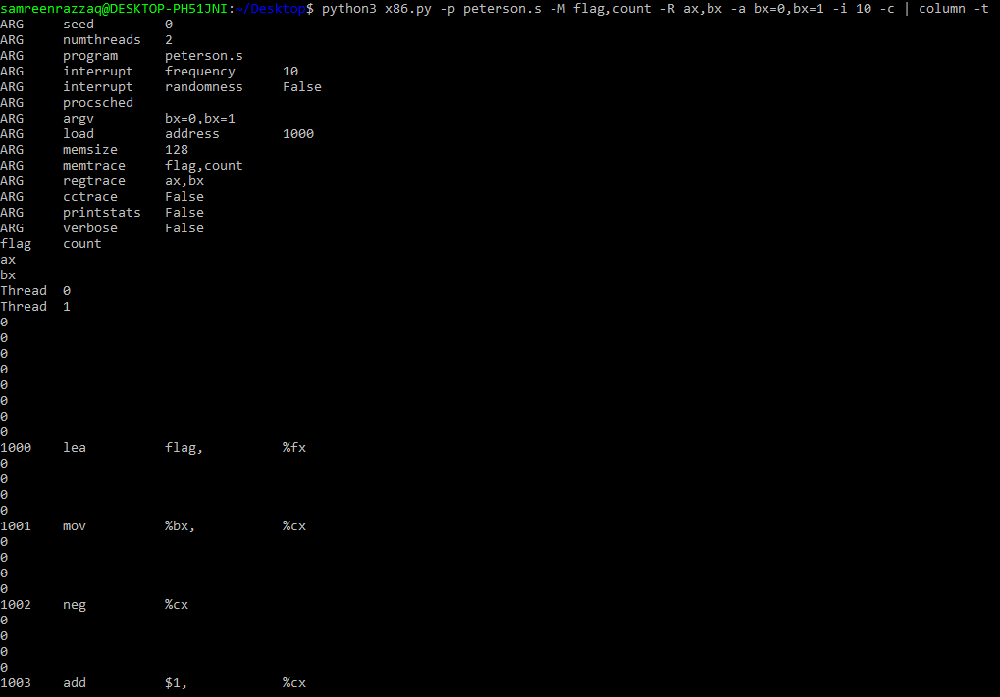 samreenrazzaq@DESKTOP-PH51JNI:~/Desktop$ python3 x86.py -p peterson.s -M flag,count -R ax,bx -a bx=0,bx=1 -i 10 -c | column -t
ARG seed 0
ARG numthreads 2
ARG program peterson.s
ARG interrupt frequency 10
ARG interrupt randomness False
ARG procsched
ARG argv bx=0,bx=1
ARG load address 1000
ARG memsize 128
ARG memtrace flag,count
ARG regtrace ax,bx
ARG cctrace False
ARG printstats False
ARG verbose False
flag count
ax
bx
Thread 0
Thread 1
0
0
0
0
0
0
0
0
1000 lea flag, %fx
0
0
0
0
1001 mov %bx, %cx
0
0
0
0
1002 neg %cx
0
0
0
0
1003 add $1, %cx